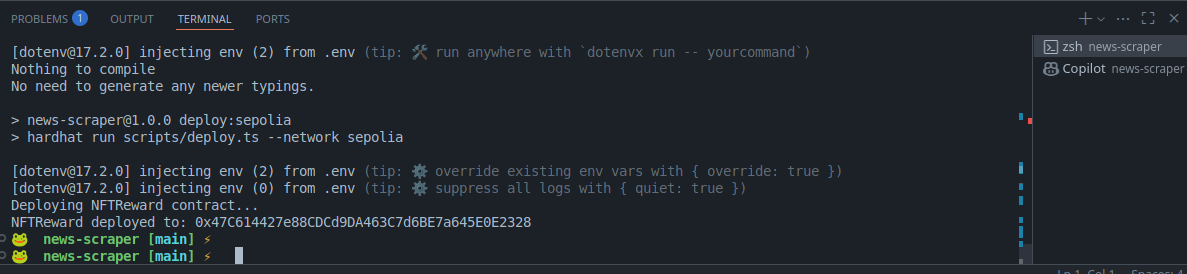 PROBLEMS 1 OUTPUT TERMINAL PORTS
[dotenv@17.2.0] injecting env (2) from .env (tip: 🛠️ run anywhere with `dotenvx run -- yourcommand`)
Nothing to compile
No need to generate any newer typings.
> news-scraper@1.0.0 deploy:sepolia
> hardhat run scripts/deploy.ts --network sepolia
[dotenv@17.2.0] injecting env (2) from .env (tip: ⚙️ override existing env vars with { override: true })
[dotenv@17.2.0] injecting env (0) from .env (tip: ⚙️ suppress all logs with { quiet: true })
Deploying NFTReward contract...
NFTReward deployed to: 0x47C614427e88CDCd9DA463C7d6BE7a645E0E2328
🐸 news-scraper [main] ⚡
🐸 news-scraper [main] ⚡
zsh news-scraper
Copilot news-scraper
Ln 1, Col 1 Spaces: 4